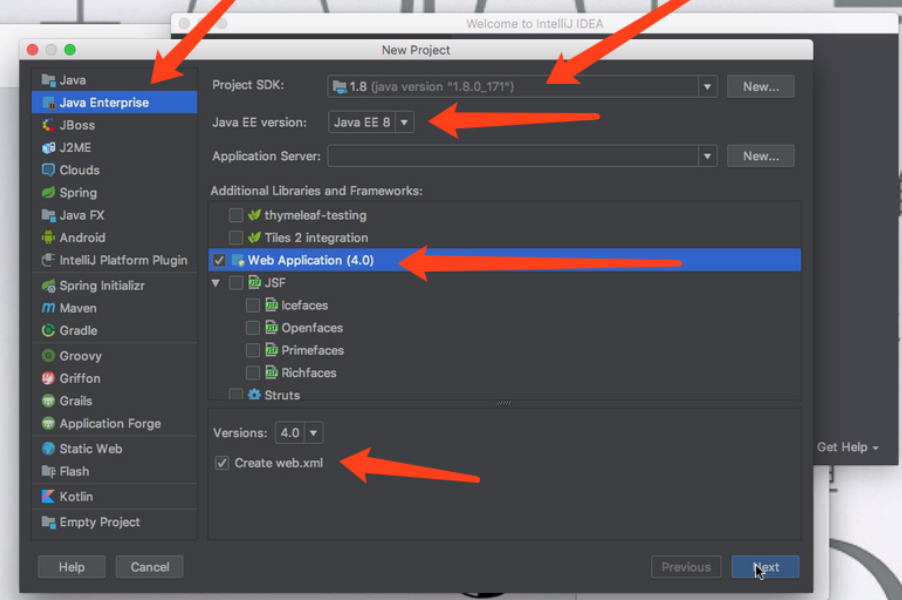 Welcome to IntelliJ IDEA
New Project
Java
Java Enterprise
JBoss
J2ME
Clouds
Spring
Java FX
Android
IntelliJ Platform Plugin
Spring Initializr
Maven
Gradle
Groovy
Griffon
Grails
Application Forge
Static Web
Flash
Kotlin
Empty Project
Project SDK: 1.8 (java version "1.8.0_171") New...
Java EE version: Java EE 8
Application Server: New...
Additional Libraries and Frameworks:
thymeleaf-testing
Tiles 2 integration
Web Application (4.0)
JSF
Icefaces
Openfaces
Primefaces
Richfaces
Struts
Versions: 4.0
Create web.xml
Get Help
Help Cancel Previous Next